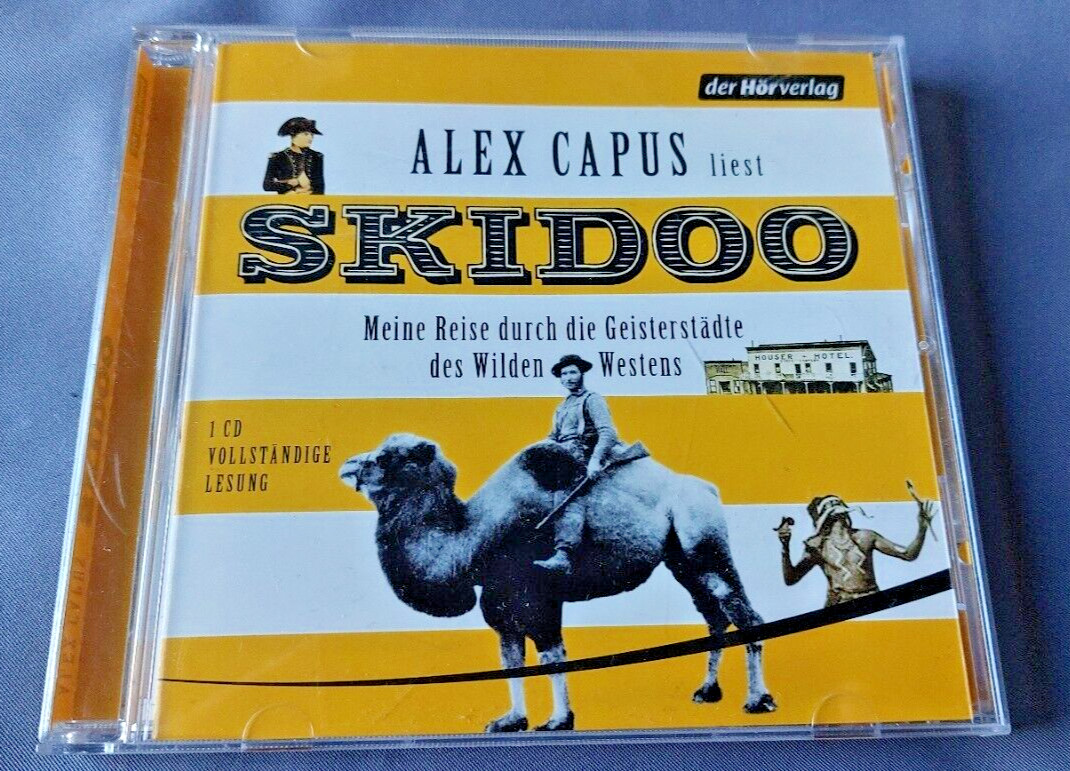 der Hörverlag
ALEX CAPUS liest
SKIDOO
Meine Reise durch die Geisterstädte
des Wilden Westens
HOUSER - HOTEL.
1 CD
VOLLSTÄNDIGE
LESUNG